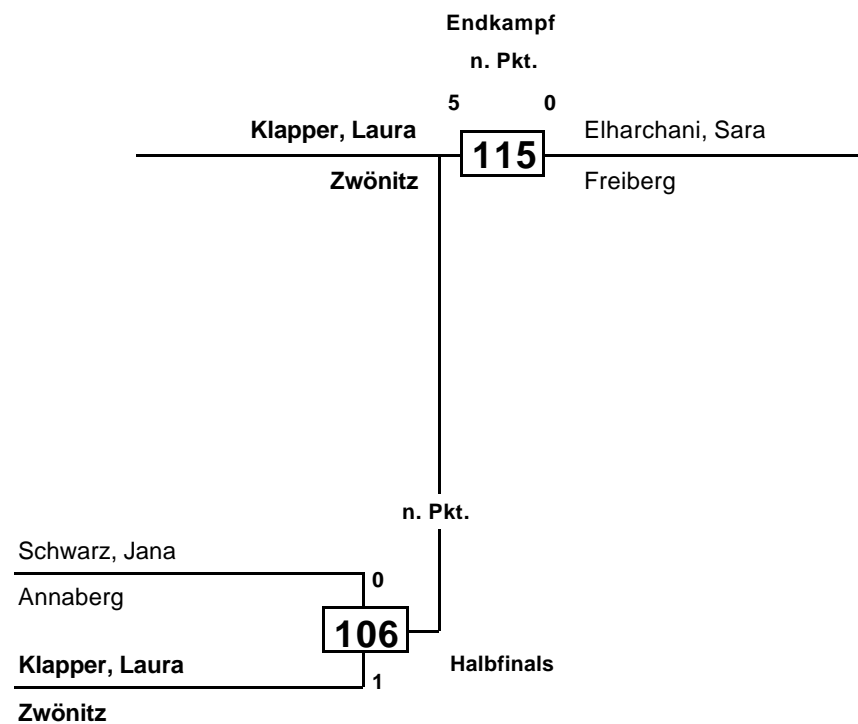 Endkampf
n. Pkt.
5 0
Klapper, Laura 115 Elharchani, Sara
Zwönitz Freiberg
n. Pkt.
Schwarz, Jana
0
Annaberg
106
Klapper, Laura Halbfinals
1
Zwönitz